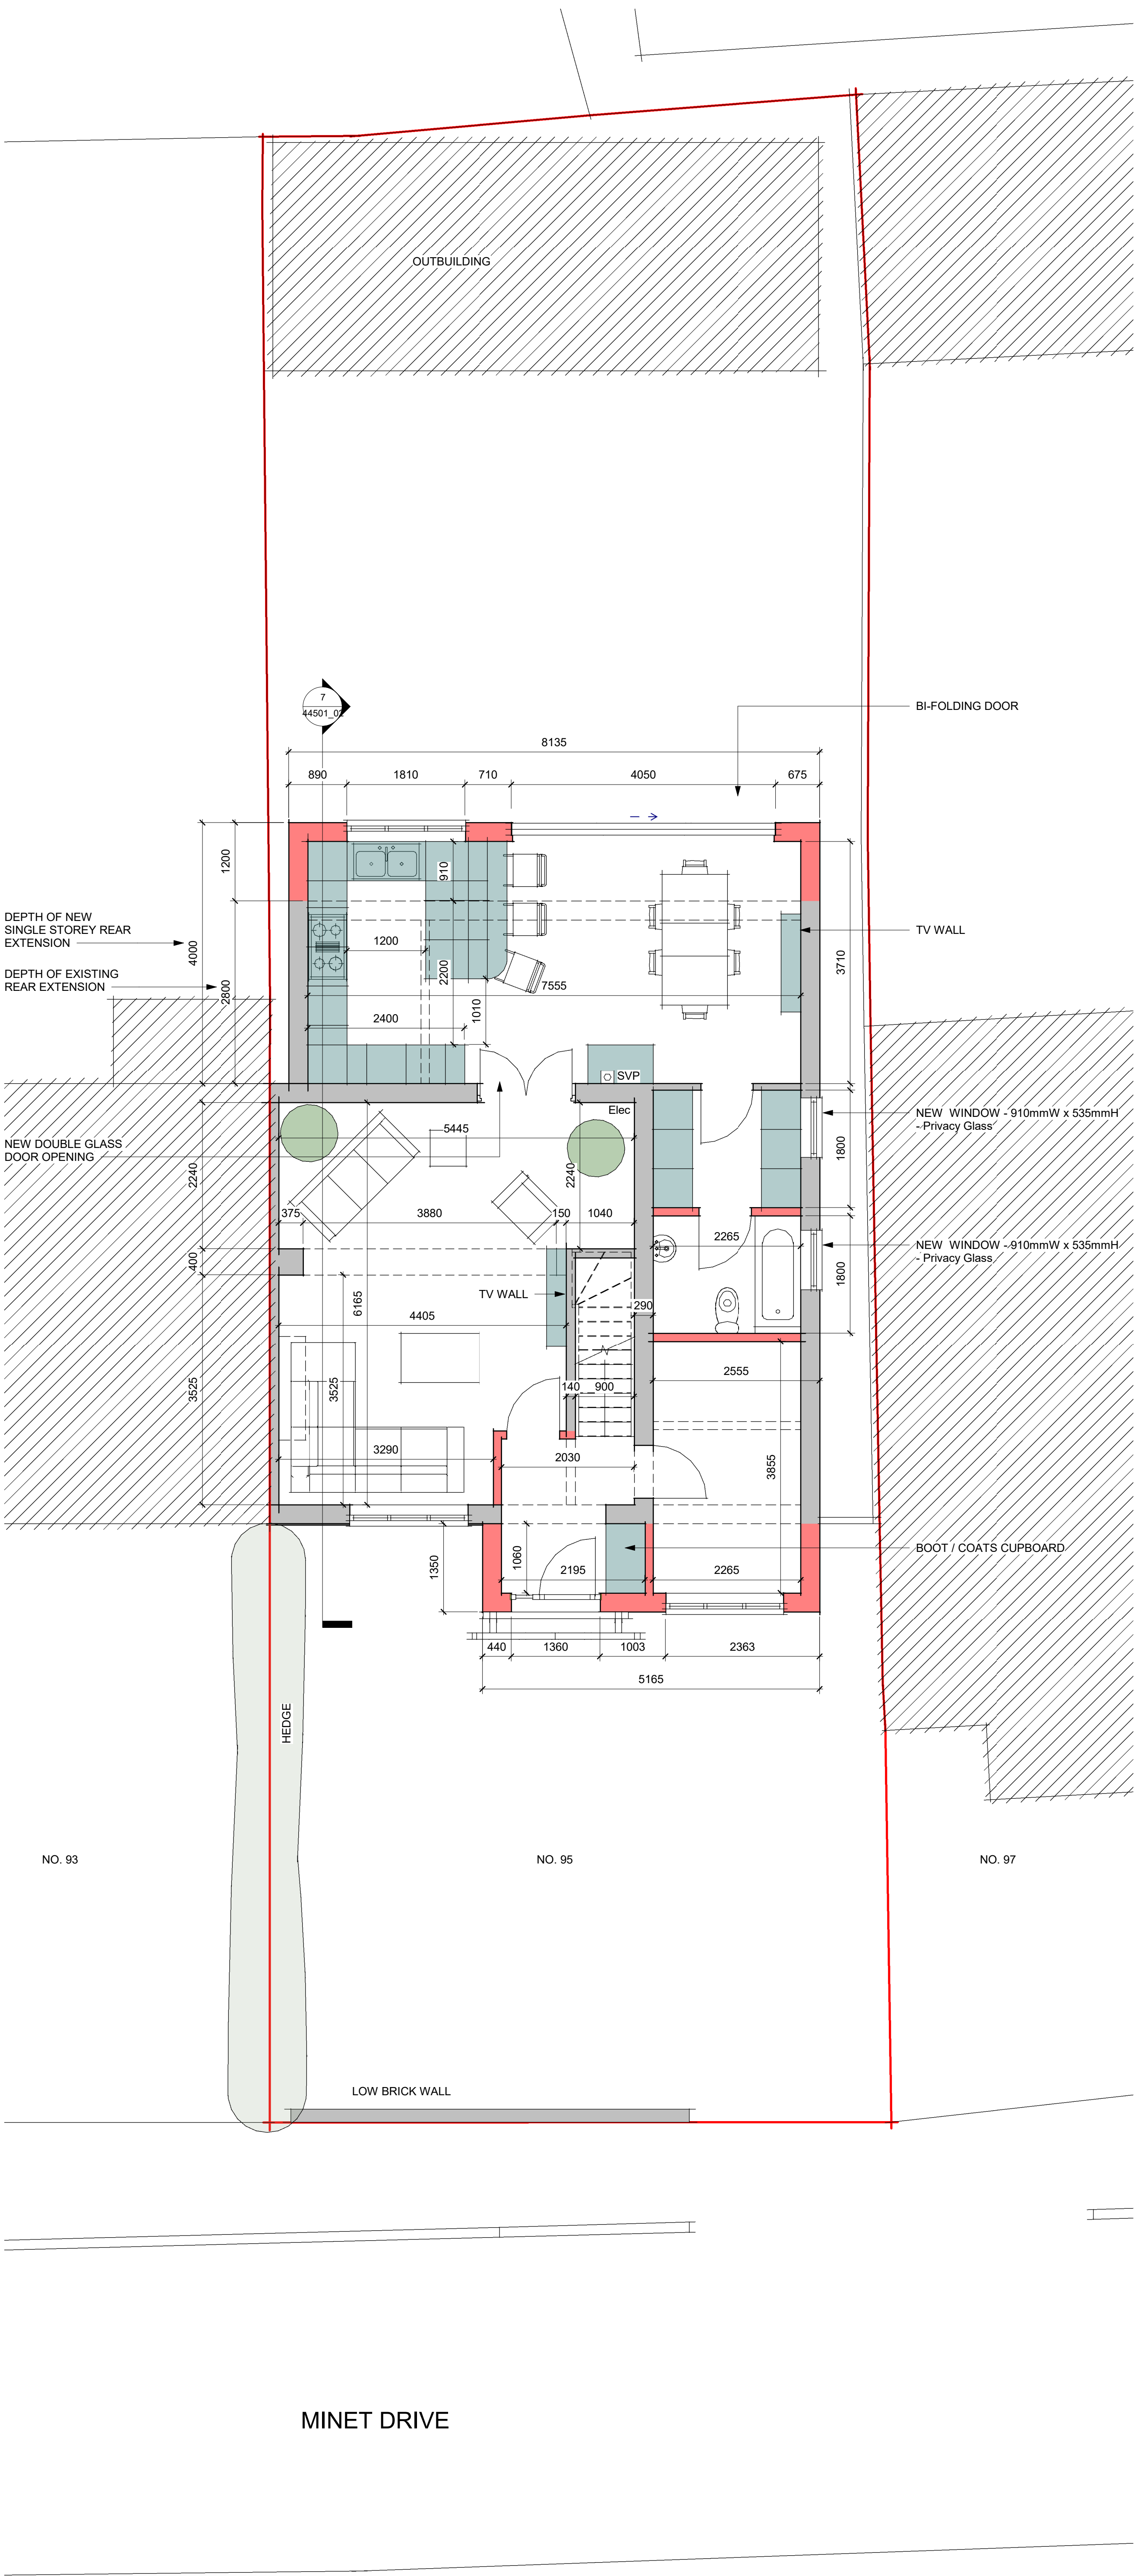 OUTBUILDING
7
44501_02
BI-FOLDING DOOR
8135
890
1810
710
4050
675
1200
910
DEPTH OF NEW
SINGLE STOREY REAR
EXTENSION
4000
TV WALL
1200
3710
DEPTH OF EXISTING
REAR EXTENSION
2800
2200
7555
1010
2400
SVP
Elec
NEW WINDOW - 910mmW x 535mmH
- Privacy Glass
5445
NEW DOUBLE GLASS
DOOR OPENING
1800
2240
2240
375
3880
150
1040
2265
NEW WINDOW - 910mmW x 535mmH
- Privacy Glass
400
1800
TV WALL
6165
290
4405
2555
3525
3525
140
900
3290
2030
3855
BOOT / COATS CUPBOARD
1350
1060
2195
2265
440
1360
1003
2363
5165
HEDGE
NO. 93
NO. 95
NO. 97
LOW BRICK WALL
MINET DRIVE